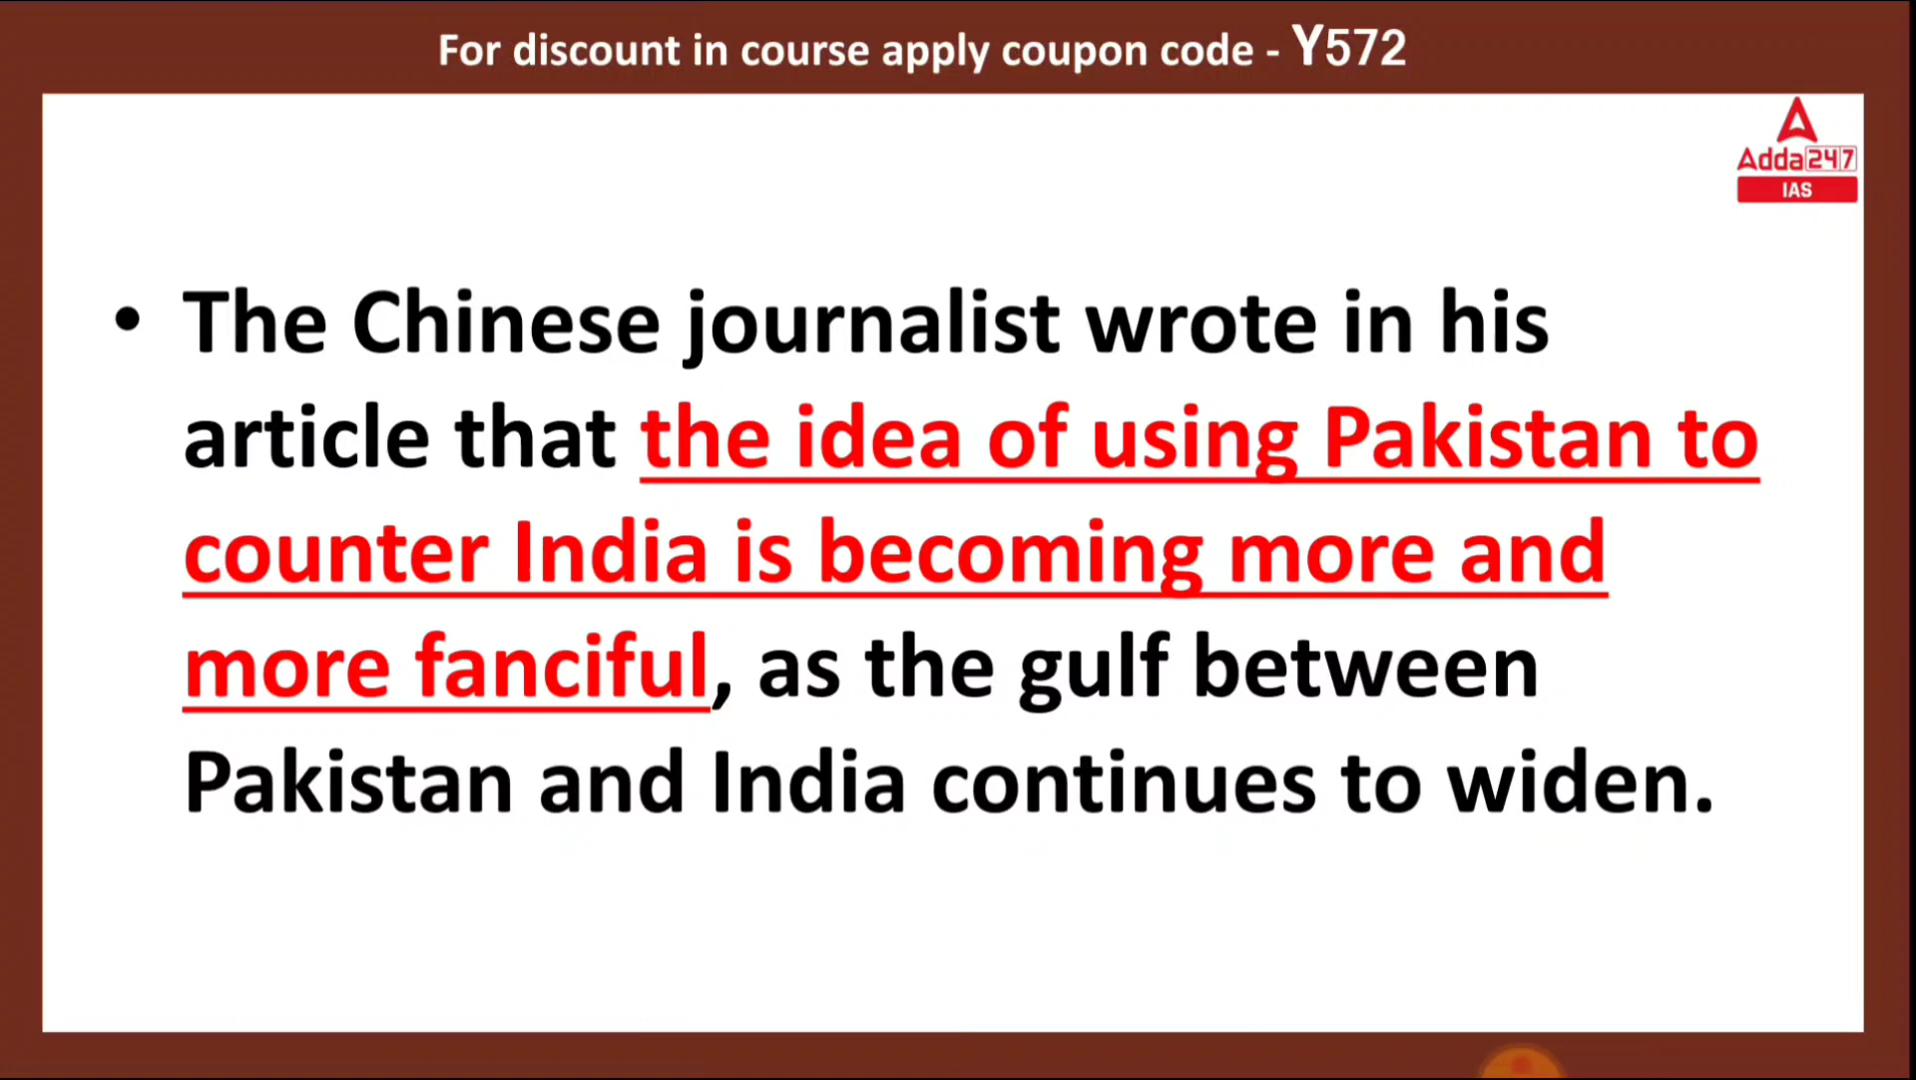 For discount in course apply coupon code - Y572
Adda247
IAS
• The Chinese journalist wrote in his
article that the idea of using Pakistan to
counter India is becoming more and
more fanciful, as the gulf between
Pakistan and India continues to widen.